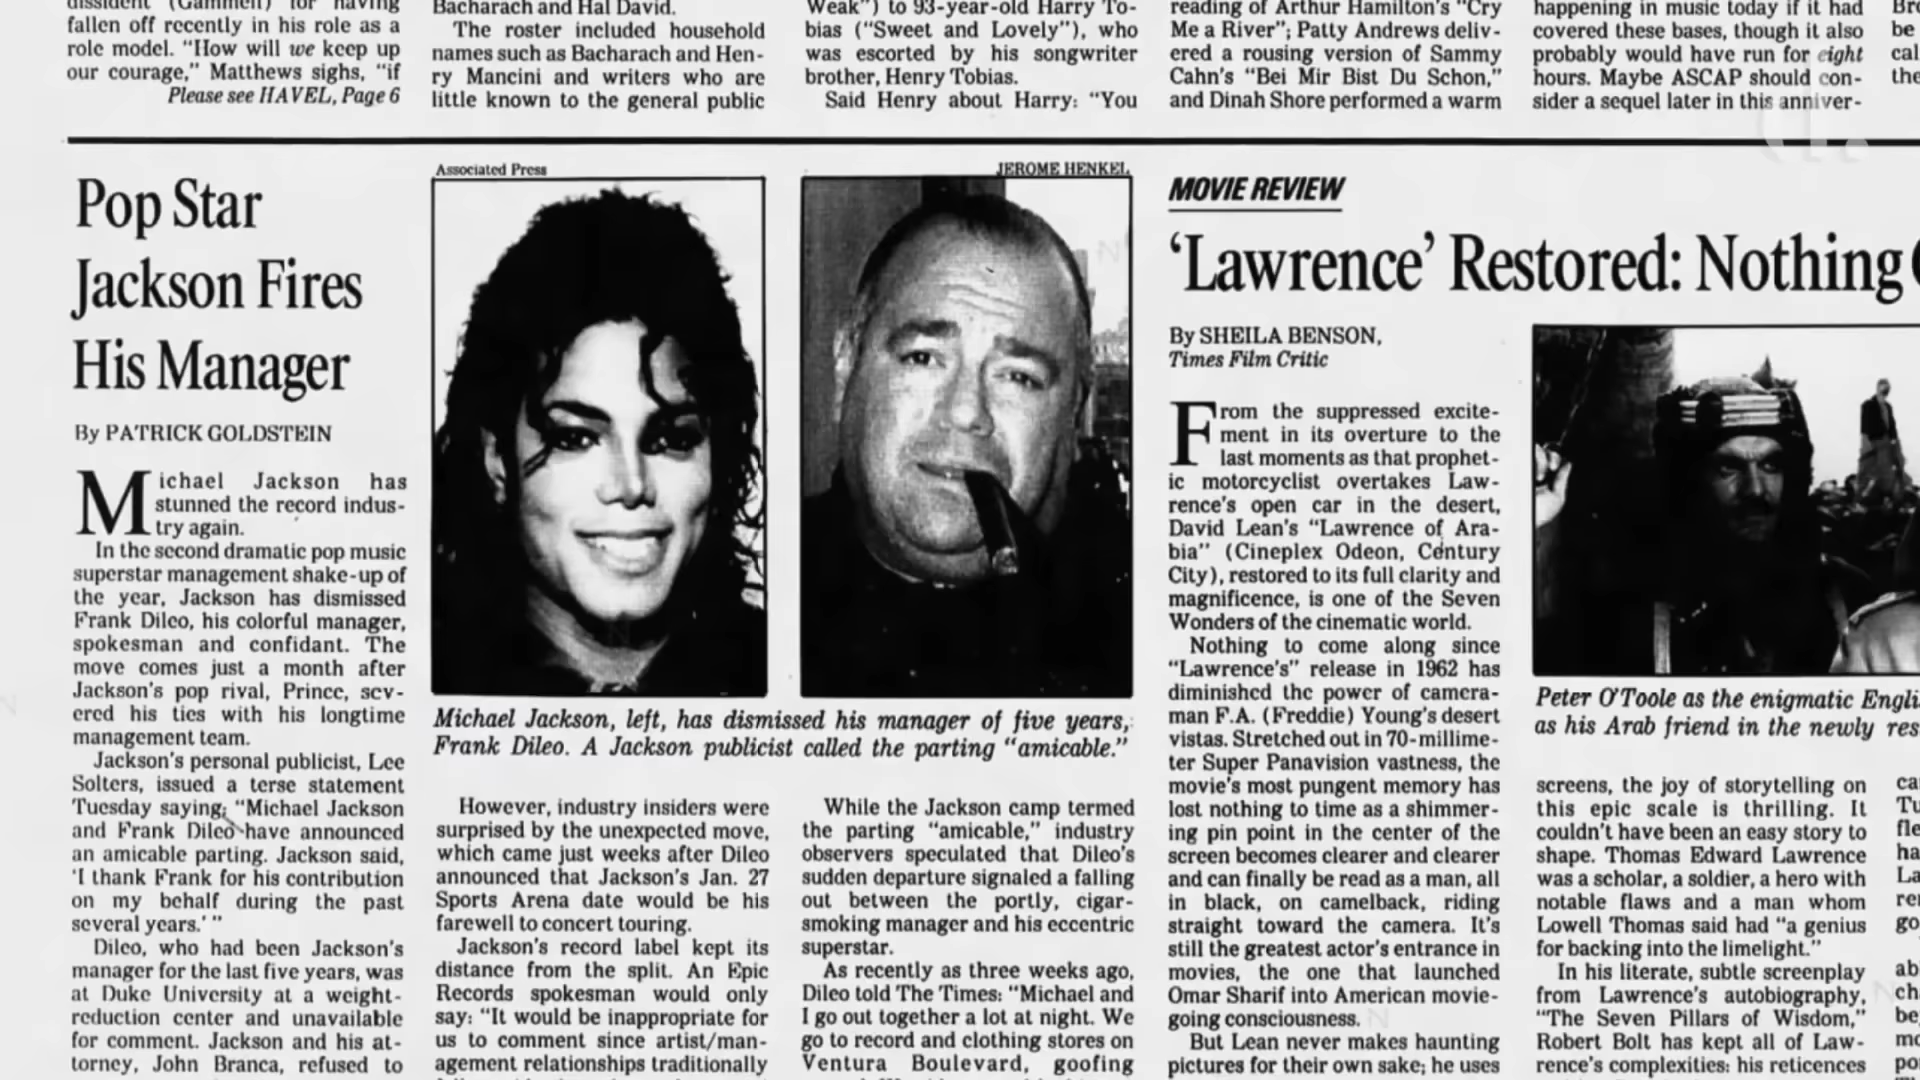 dissident (Gammell) for having
fallen off recently in his role as a
role model. “How will we keep up
our courage,” Matthews sighs, “if
Please see HAVEL, Page 6
Bacharach and Hal David.
The roster included household
names such as Bacharach and Hen-
ry Mancini and writers who are
little known to the general public
Weak”) to 93-year-old Harry To-
bias (“Sweet and Lovely”), who
was escorted by his songwriter
brother, Henry Tobias.
Said Henry about Harry: “You
reading of Arthur Hamilton’s “Cry
Me a River”; Patty Andrews deliv-
ered a rousing version of Sammy
Cahn’s “Bei Mir Bist Du Schon,”
and Dinah Shore performed a warm
happening in music today if it had
covered these bases, though it also
probably would have run for eight
hours. Maybe ASCAP should con-
sider a sequel later in this anniver-
be
cal
the
Pop Star
Jackson Fires
His Manager
By PATRICK GOLDSTEIN
Michael Jackson has
stunned the record indus-
try again.
In the second dramatic pop music
superstar management shake-up of
the year, Jackson has dismissed
Frank Dileo, his colorful manager,
spokesman and confidant. The
move comes just a month after
Jackson’s pop rival, Prince, sev-
ered his ties with his longtime
management team.
Jackson’s personal publicist, Lee
Solters, issued a terse statement
Tuesday saying: “Michael Jackson
and Frank Dileo have announced
an amicable parting. Jackson said,
‘I thank Frank for his contribution
on my behalf during the past
several years.’ ”
Dileo, who had been Jackson’s
manager for the last five years, was
at Duke University at a weight-
reduction center and unavailable
for comment. Jackson and his at-
torney, John Branca, refused to
Associated Press
JEROME HENKEL
Michael Jackson, left, has dismissed his manager of five years,
Frank Dileo. A Jackson publicist called the parting “amicable.”
However, industry insiders were
surprised by the unexpected move,
which came just weeks after Dileo
announced that Jackson’s Jan. 27
Sports Arena date would be his
farewell to concert touring.
Jackson’s record label kept its
distance from the split. An Epic
Records spokesman would only
say: “It would be inappropriate for
us to comment since artist/man-
agement relationships traditionally
While the Jackson camp termed
the parting “amicable,” industry
observers speculated that Dileo’s
sudden departure signaled a falling
out between the portly, cigar-
smoking manager and his eccentric
superstar.
As recently as three weeks ago,
Dileo told The Times: “Michael and
I go out together a lot at night. We
go to record and clothing stores on
Ventura Boulevard, goofing
MOVIE REVIEW
‘Lawrence’ Restored: Nothing
By SHEILA BENSON,
Times Film Critic
From the suppressed excite-
ment in its overture to the
last moments as that prophet-
ic motorcyclist overtakes Law-
rence’s open car in the desert,
David Lean’s “Lawrence of Ara-
bia” (Cineplex Odeon, Century
City), restored to its full clarity and
magnificence, is one of the Seven
Wonders of the cinematic world.
Nothing to come along since
“Lawrence’s” release in 1962 has
diminished the power of camera-
man F.A. (Freddie) Young’s desert
vistas. Stretched out in 70-millime-
ter Super Panavision vastness, the
movie’s most pungent memory has
lost nothing to time as a shimmer-
ing pin point in the center of the
screen becomes clearer and clearer
and can finally be read as a man, all
in black, on camelback, riding
straight toward the camera. It’s
still the greatest actor’s entrance in
movies, the one that launched
Omar Sharif into American movie-
going consciousness.
But Lean never makes haunting
pictures for their own sake; he uses
Peter O’Toole as the enigmatic Engli
as his Arab friend in the newly res
screens, the joy of storytelling on
this epic scale is thrilling. It
couldn’t have been an easy story to
shape. Thomas Edward Lawrence
was a scholar, a soldier, a hero with
notable flaws and a man whom
Lowell Thomas said had “a genius
for backing into the limelight.”
In his literate, subtle screenplay
from Lawrence’s autobiography,
“The Seven Pillars of Wisdom,”
Robert Bolt has kept all of Law-
rence’s complexities: his reticences
ca
Tu
fle
ha
La
re
go
ab
ch
be
mo
po